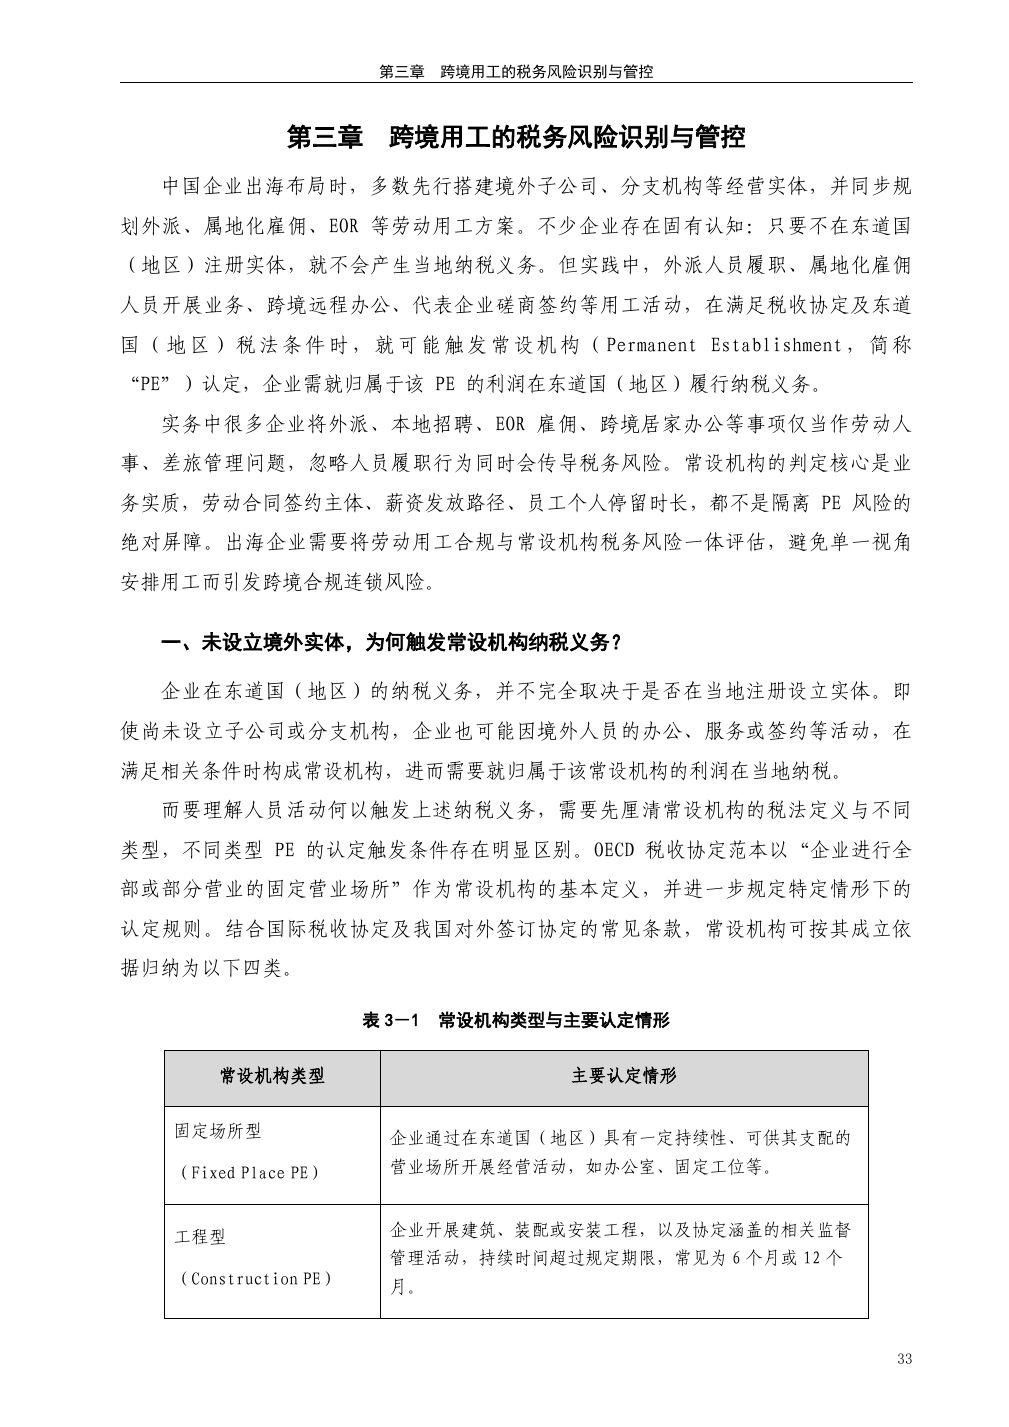 第三章　跨境用工的税务风险识别与管控
第三章　跨境用工的税务风险识别与管控
中国企业出海布局时，多数先行搭建境外子公司、分支机构等经营实体，并同步规
划外派、属地化雇佣、EOR 等劳动用工方案。不少企业存在固有认知：只要不在东道国
（地区）注册实体，就不会产生当地纳税义务。但实践中，外派人员履职、属地化雇佣
人员开展业务、跨境远程办公、代表企业磋商签约等用工活动，在满足税收协定及东道
国（地区）税法条件时，就可能触发常设机构（Permanent Establishment，简称
“PE”）认定，企业需就归属于该 PE 的利润在东道国（地区）履行纳税义务。
实务中很多企业将外派、本地招聘、EOR 雇佣、跨境居家办公等事项仅当作劳动人
事、差旅管理问题，忽略人员履职行为同时会传导税务风险。常设机构的判定核心是业
务实质，劳动合同签约主体、薪资发放路径、员工个人停留时长，都不是隔离 PE 风险的
绝对屏障。出海企业需要将劳动用工合规与常设机构税务风险一体评估，避免单一视角
安排用工而引发跨境合规连锁风险。
一、未设立境外实体，为何触发常设机构纳税义务？
企业在东道国（地区）的纳税义务，并不完全取决于是否在当地注册设立实体。即
使尚未设立子公司或分支机构，企业也可能因境外人员的办公、服务或签约等活动，在
满足相关条件时构成常设机构，进而需要就归属于该常设机构的利润在当地纳税。
而要理解人员活动何以触发上述纳税义务，需要先厘清常设机构的税法定义与不同
类型，不同类型 PE 的认定触发条件存在明显区别。OECD 税收协定范本以“企业进行全
部或部分营业的固定营业场所”作为常设机构的基本定义，并进一步规定特定情形下的
认定规则。结合国际税收协定及我国对外签订协定的常见条款，常设机构可按其成立依
据归纳为以下四类。
表 3－1　常设机构类型与主要认定情形
常设机构类型
主要认定情形
固定场所型
（Fixed Place PE）
企业通过在东道国（地区）具有一定持续性、可供其支配的
营业场所开展经营活动，如办公室、固定工位等。
工程型
（Construction PE）
企业开展建筑、装配或安装工程，以及协定涵盖的相关监督
管理活动，持续时间超过规定期限，常见为 6 个月或 12 个
月。
33